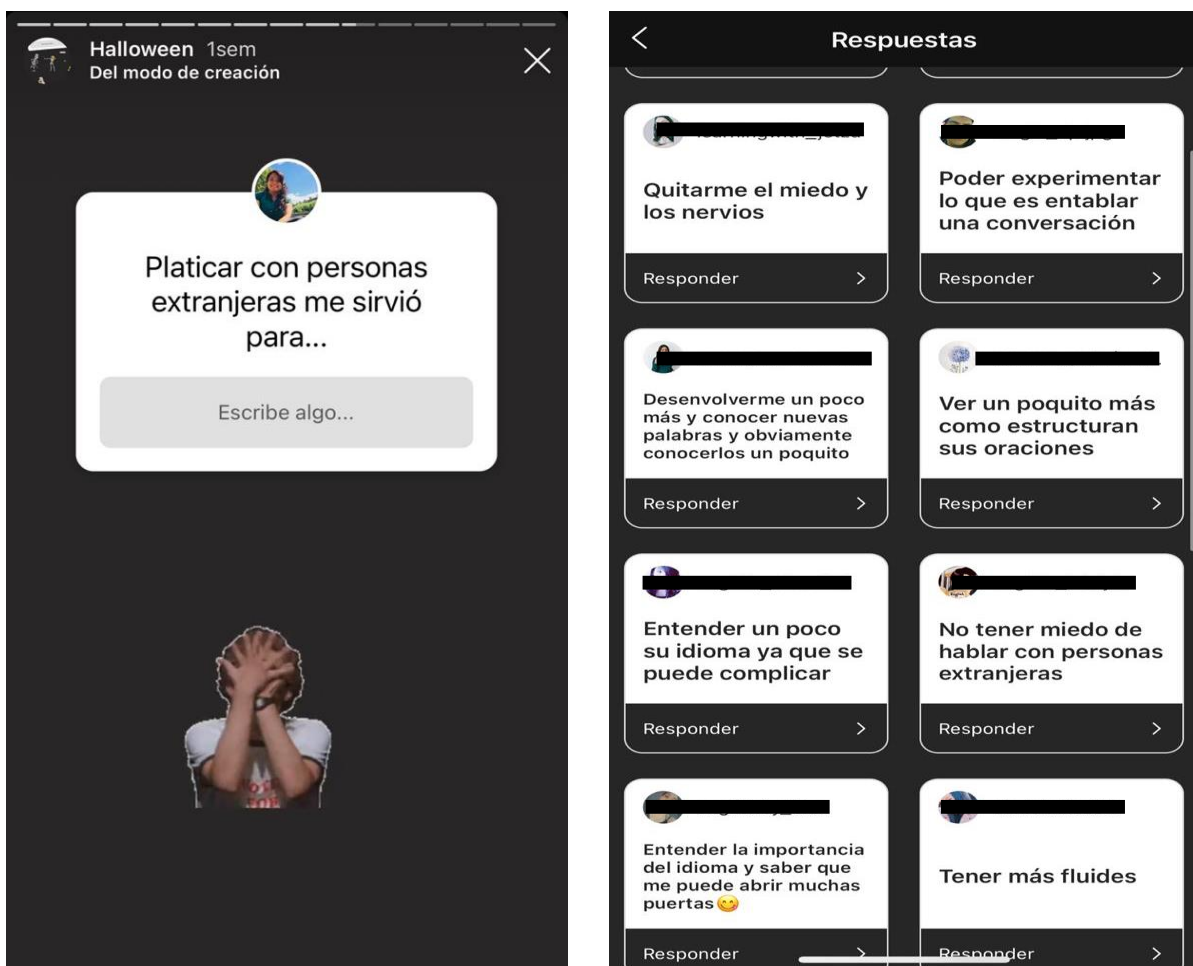 Halloween 1sem
Del modo de creación
Platicar con personas
extranjeras me sirvió
para...
Escribe algo...
Respuestas
Quitarme el miedo y
los nervios
Responder
Poder experimentar
lo que es entablar
una conversación
Responder
Desenvolverme un poco
más y conocer nuevas
palabras y obviamente
conocerlos un poquito
Responder
Ver un poquito más
como estructuran
sus oraciones
Responder
Entender un poco
su idioma ya que se
puede complicar
Responder
No tener miedo de
hablar con personas
extranjeras
Responder
Entender la importancia
del idioma y saber que
me puede abrir muchas
puertas😋
Responder
Tener más fluides
Responder